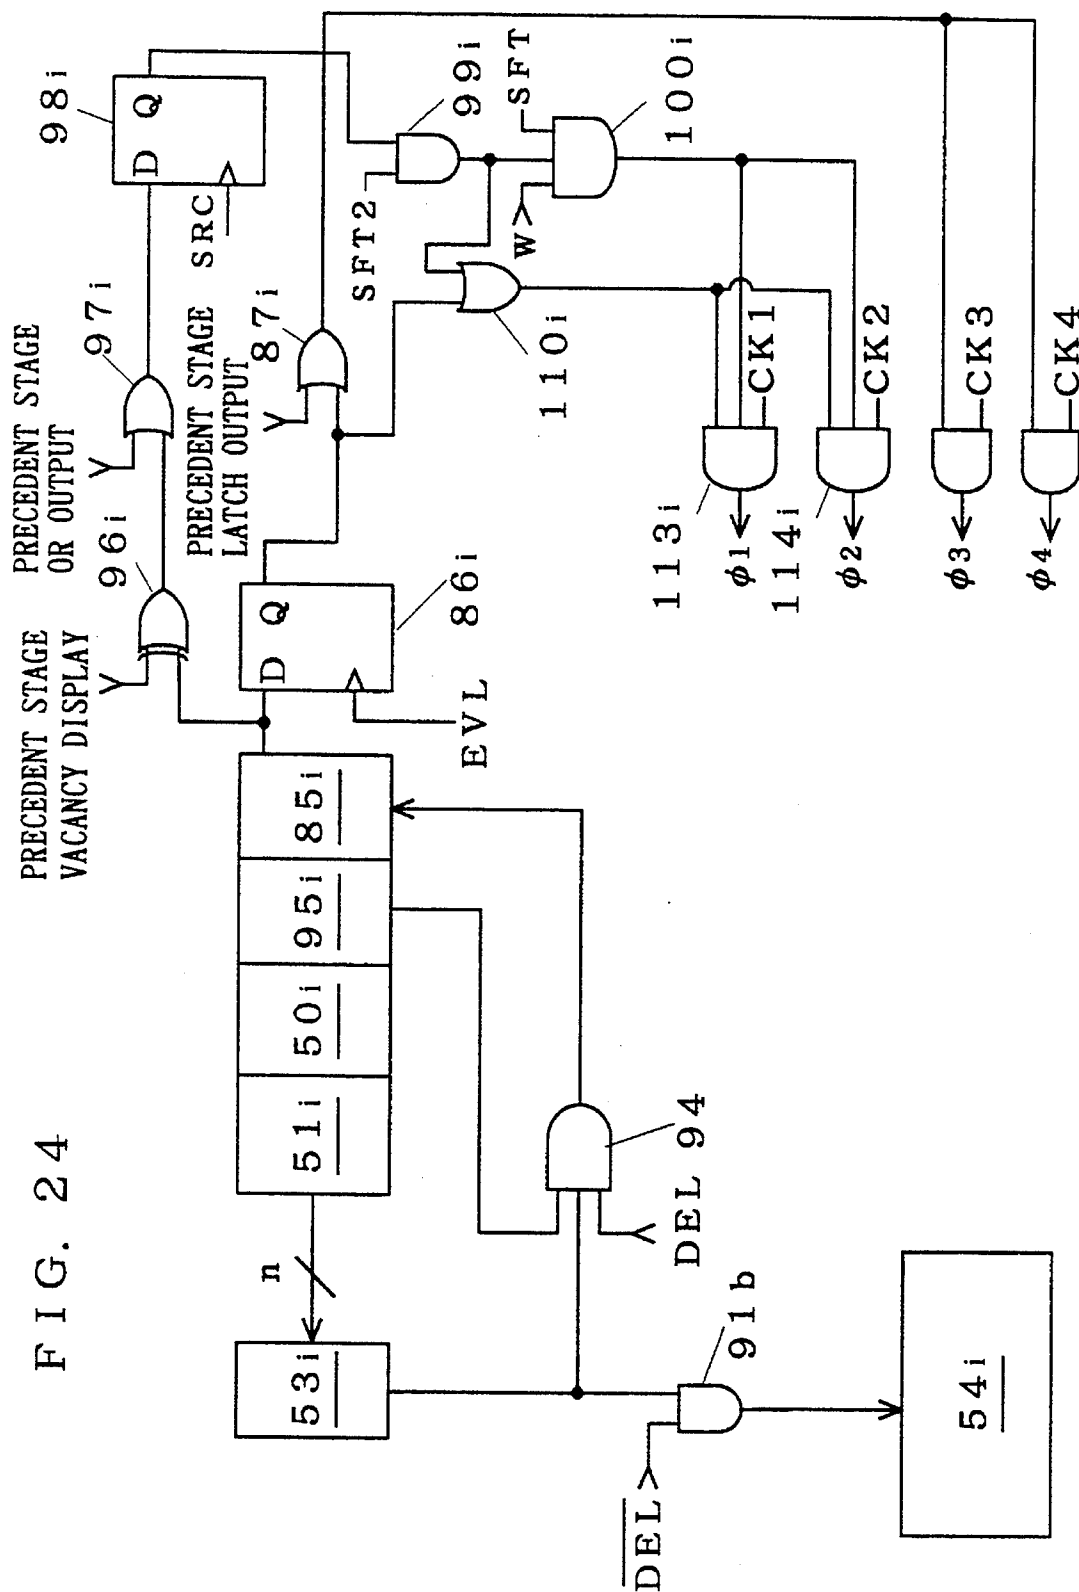 FIG. 24
PRECEDENT STAGE
VACANCY DISPLAY
PRECEDENT STAGE
OR OUTPUT
96i
97i
98i
D Q
SRC
PRECEDENT STAGE
LATCH OUTPUT
87i
99i
SFT2
SFT
100i
W
110i
D Q
86i
EVL
53i
n
51i
50i
95i
85i
94
DEL
91b
DEL
54i
113i
114i
CK1
CK2
CK3
CK4
ϕ1
ϕ2
ϕ3
ϕ4